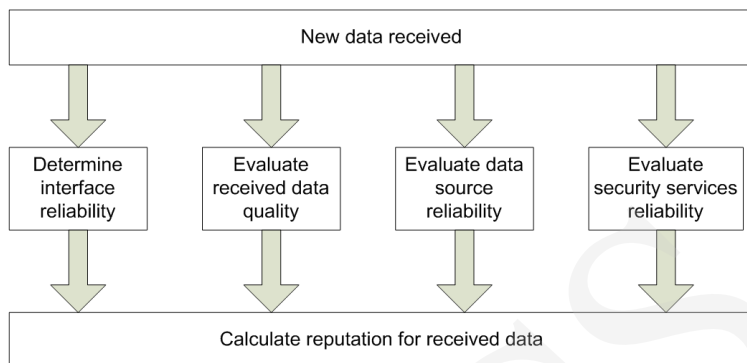 New data received
Determine
interface
reliability
Evaluate
received data
quality
Evaluate data
source
reliability
Evaluate
security services
reliability
Calculate reputation for received data